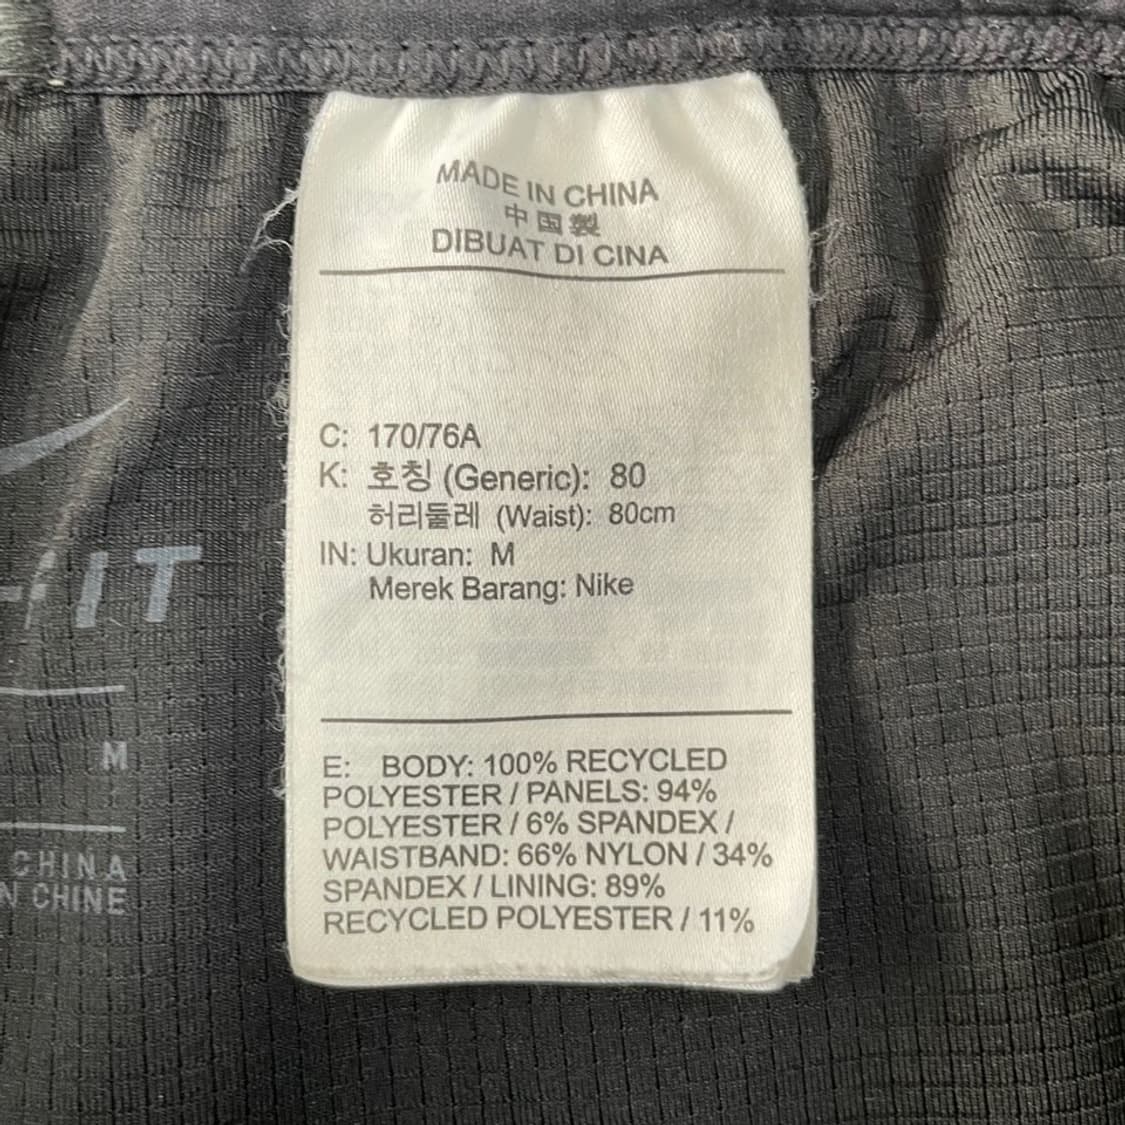 MADE IN CHINA
中国製
DIBUAT DI CINA
C: 170/76A
K: 호칭 (Generic): 80
허리둘레 (Waist): 80cm
IN: Ukuran: M
Merek Barang: Nike
E: BODY: 100% RECYCLED
POLYESTER / PANELS: 94%
POLYESTER / 6% SPANDEX /
WAISTBAND: 66% NYLON / 34%
SPANDEX / LINING: 89%
RECYCLED POLYESTER / 11%
FIT
M
CHINA
N CHINE